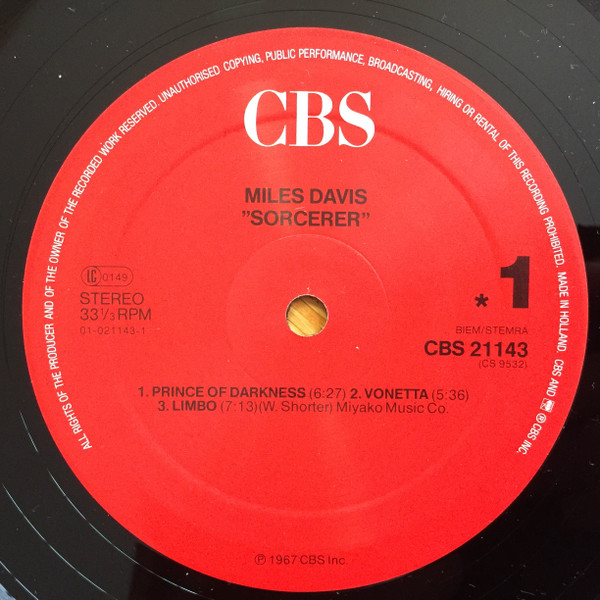 ALL RIGHTS OF THE PRODUCER AND OF THE OWNER OF THE RECORDED WORK RESERVED. UNAUTHORISED COPYING, PUBLIC PERFORMANCE, BROADCASTING, HIRING OR RENTAL OF THIS RECORDING PROHIBITED. MADE IN HOLLAND. CBS AND ® CBS INC.
CBS
MILES DAVIS
"SORCERER"
LC 0149
STEREO
33 1/3 RPM
01-021143-1
* 1
BIEM/STEMRA
CBS 21143
(CS 9532)
1. PRINCE OF DARKNESS (6:27) 2. VONETTA (5:36)
3. LIMBO (7:13)(W. Shorter) Miyako Music Co.
℗ 1967 CBS Inc